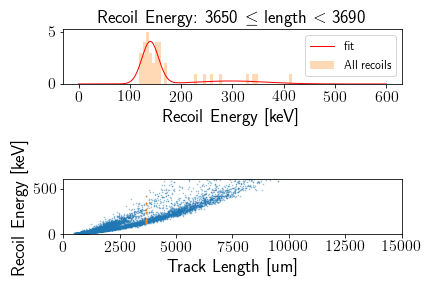 Recoil Energy: 3650 ≤ length < 3690
5
0
fit
All recoils
0 100 200 300 400 500 600
Recoil Energy [keV]
Recoil Energy [keV]
500
0
0 2500 5000 7500 10000 12500 15000
Track Length [um]